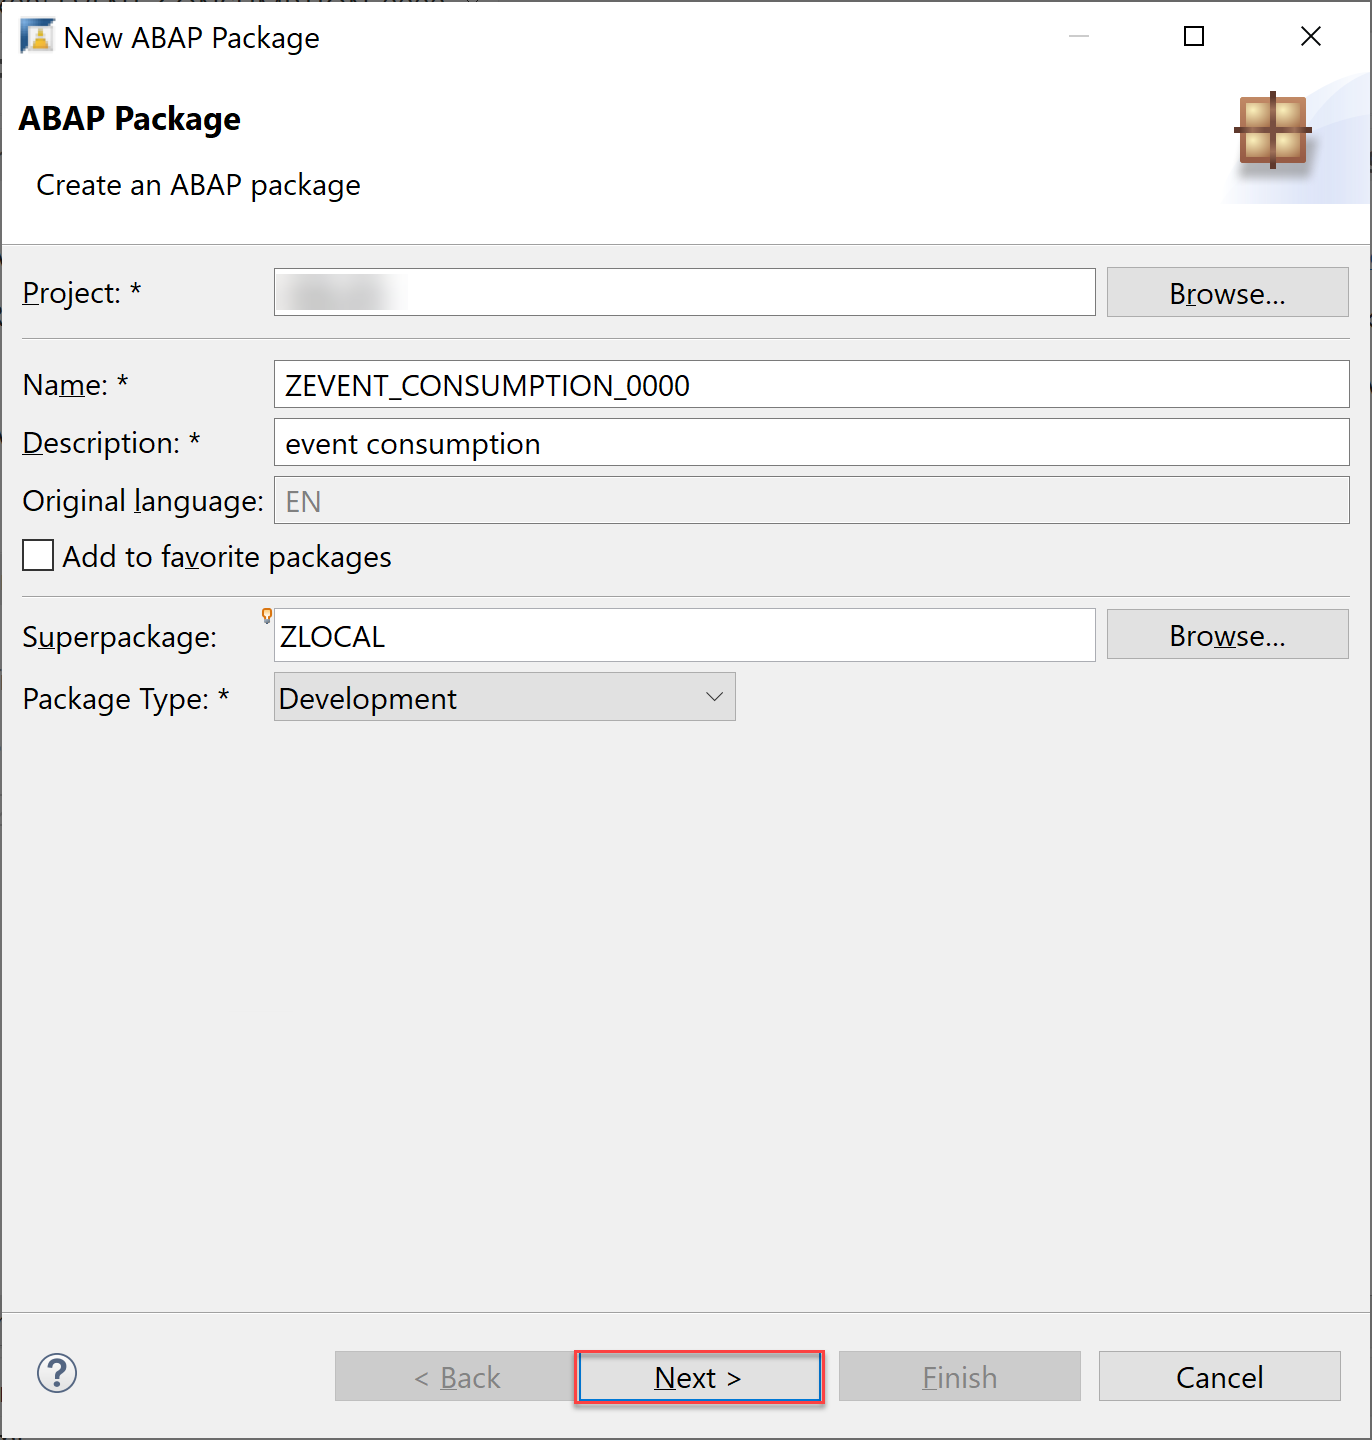 New ABAP Package
ABAP Package
Create an ABAP package
Project: *
Browse...
Name: * ZEVENT_CONSUMPTION_0000
Description: * event consumption
Original language: EN
Add to favorite packages
Superpackage: ZLOCAL Browse...
Package Type: * Development
? < Back Next > Finish Cancel